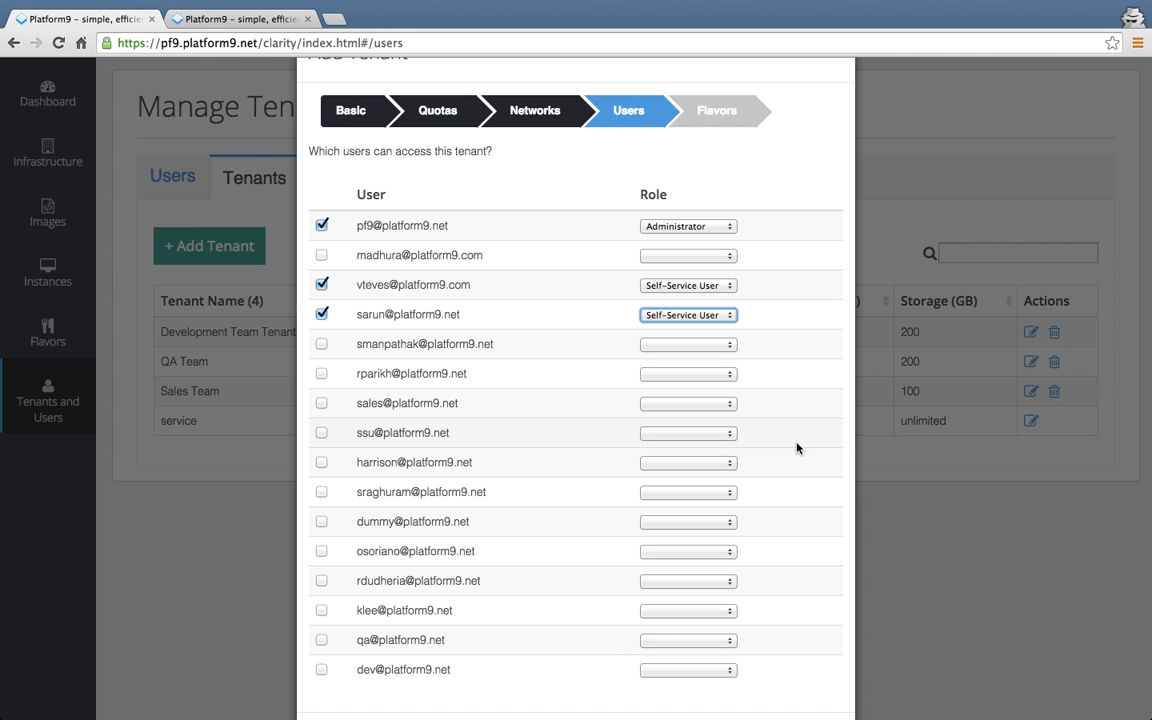 Platform9 – simple, efficie
Platform9 – simple, efficie
https://pf9.platform9.net/clarity/index.html#/users
Add Tenant
Dashboard
Infrastructure
Images
Instances
Flavors
Tenants and
Users
Manage Ten
Users
Tenants
+ Add Tenant
Tenant Name (4)
Storage (GB)
Actions
Development Team Tenant
200
QA Team
200
Sales Team
100
service
unlimited
Basic
Quotas
Networks
Users
Flavors
Which users can access this tenant?
User
Role
pf9@platform9.net
Administrator
madhura@platform9.com
vteves@platform9.com
Self-Service User
sarun@platform9.net
Self-Service User
smanpathak@platform9.net
rparikh@platform9.net
sales@platform9.net
ssu@platform9.net
harrison@platform9.net
sraghuram@platform9.net
dummy@platform9.net
osoriano@platform9.net
rdudheria@platform9.net
klee@platform9.net
qa@platform9.net
dev@platform9.net